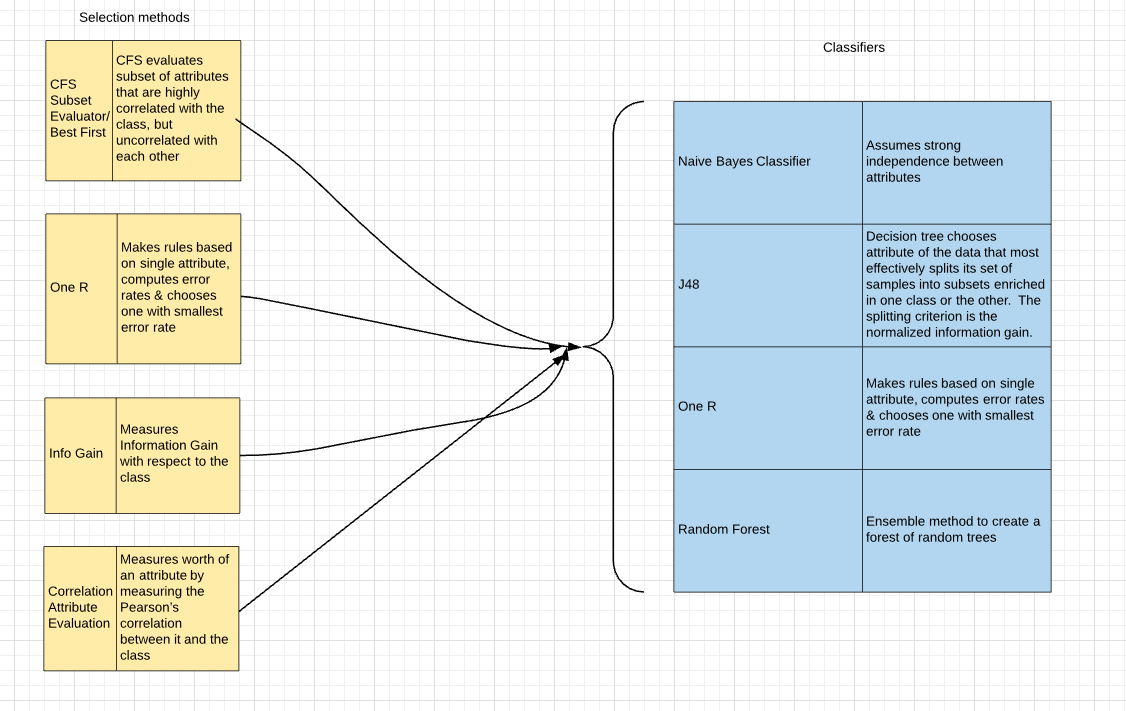 Selection methods
CFS
Subset
Evaluator/
Best First
CFS evaluates
subset of attributes
that are highly
correlated with the
class, but
uncorrelated with
each other
One R
Makes rules based
on single attribute,
computes error
rates & chooses
one with smallest
error rate
Info Gain
Measures
Information Gain
with respect to the
class
Correlation
Attribute
Evaluation
Measures worth of
an attribute by
measuring the
Pearson's
correlation
between it and the
class
Classifiers
Naive Bayes Classifier
Assumes strong
independence between
attributes
J48
Decision tree chooses
attribute of the data that most
effectively splits its set of
samples into subsets enriched
in one class or the other.  The
splitting criterion is the
normalized information gain.
One R
Makes rules based on single
attribute, computes error rates
& chooses one with smallest
error rate
Random Forest
Ensemble method to create a
forest of random trees